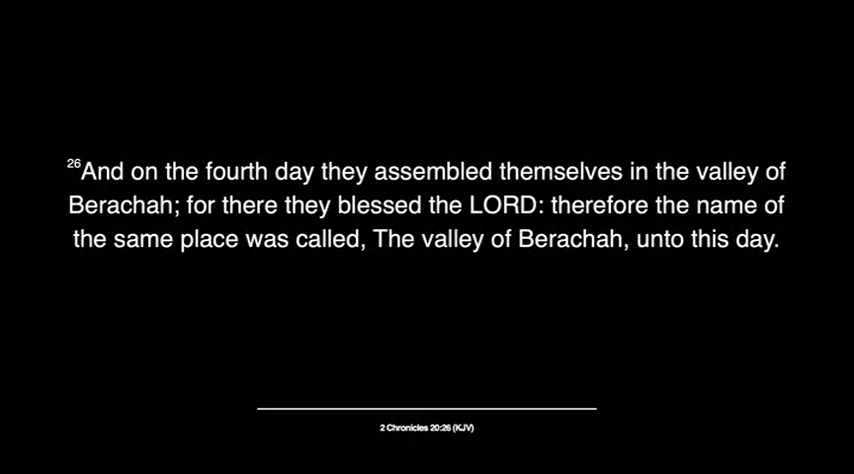 26And on the fourth day they assembled themselves in the valley of
Berachah; for there they blessed the LORD: therefore the name of
the same place was called, The valley of Berachah, unto this day.
2 Chronicles 20:26 (KJV)